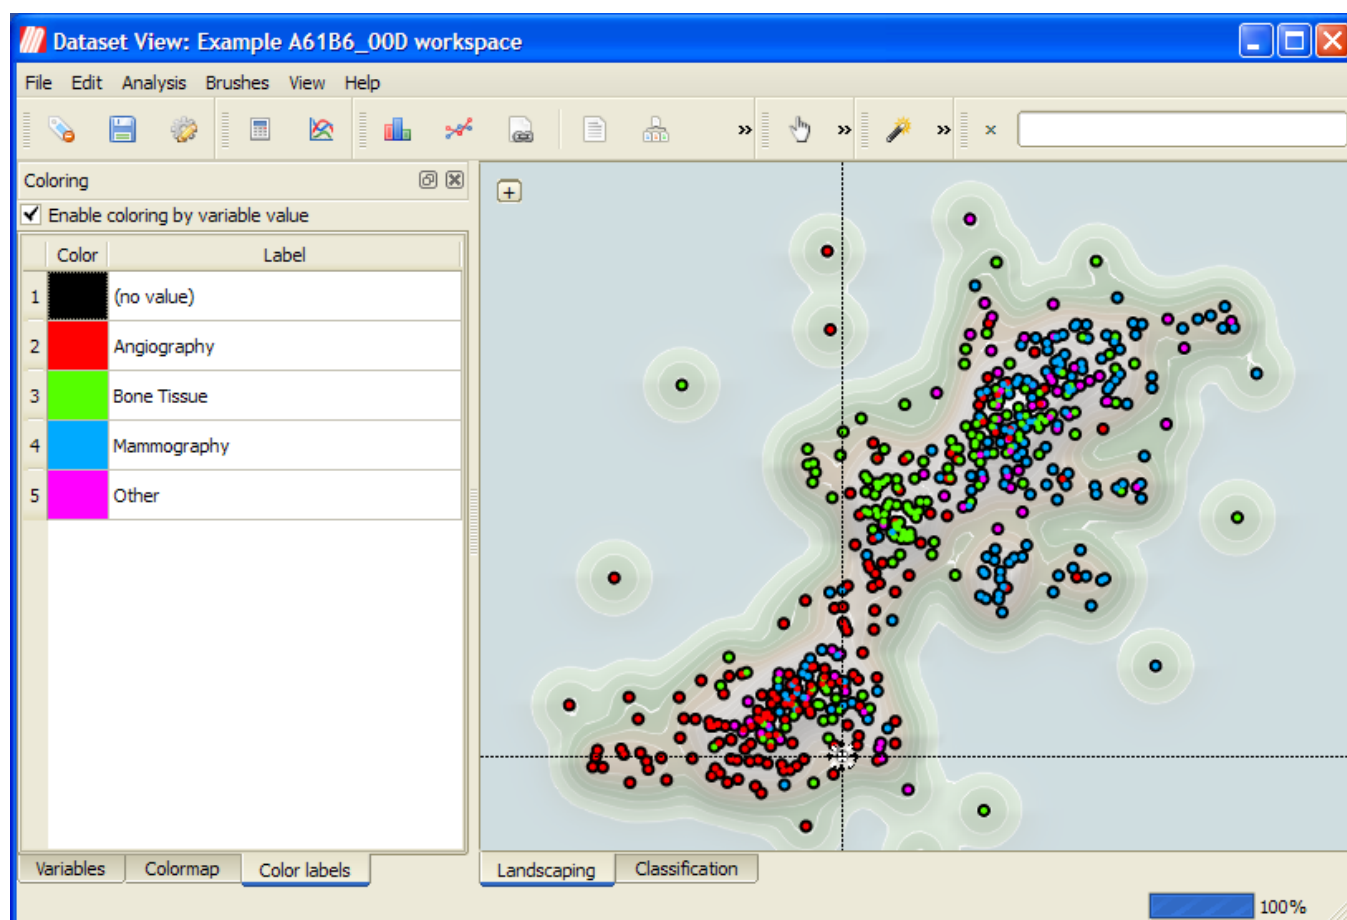 Dataset View: Example A61B6_00D workspace
File Edit Analysis Brushes View Help
Coloring
Enable coloring by variable value
Color Label
1 (no value)
2 Angiography
3 Bone Tissue
4 Mammography
5 Other
Variables Colormap Color labels
Landscaping Classification
100%